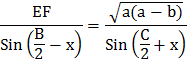 EF / Sin (B/2 − x) = √a(a − b) / Sin (C/2 + x)